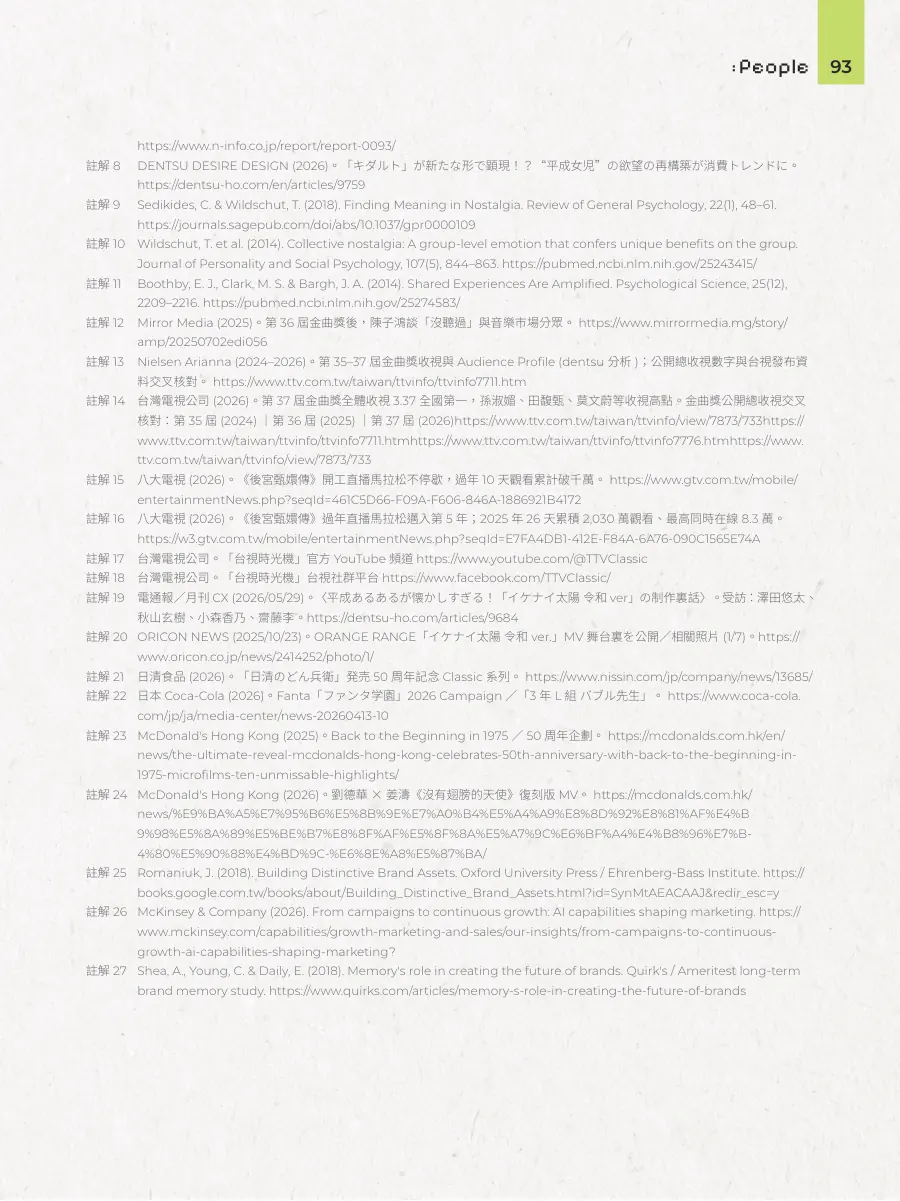 :People 93
https://www.n-info.co.jp/report/report-0093/
註解 8 DENTSU DESIRE DESIGN (2026)。「キダルト」が新たな形で顕現！？ “平成女児”の欲望の再構築が消費トレンドに。
https://dentsu-ho.com/en/articles/9759
註解 9 Sedikides, C. & Wildschut, T. (2018). Finding Meaning in Nostalgia. Review of General Psychology, 22(1), 48–61.
https://journals.sagepub.com/doi/abs/10.1037/gpr0000109
註解 10 Wildschut, T. et al. (2014). Collective nostalgia: A group-level emotion that confers unique benefits on the group.
Journal of Personality and Social Psychology, 107(5), 844–863. https://pubmed.ncbi.nlm.nih.gov/25243415/
註解 11 Boothby, E. J., Clark, M. S. & Bargh, J. A. (2014). Shared Experiences Are Amplified. Psychological Science, 25(12),
2209–2216. https://pubmed.ncbi.nlm.nih.gov/25274583/
註解 12 Mirror Media (2025)。第 36 屆金曲獎後，陳子鴻談「沒聽過」與音樂市場分眾。 https://www.mirrormedia.mg/story/
amp/20250702edi056
註解 13 Nielsen Arianna (2024–2026)。第 35–37 屆金曲獎收視與 Audience Profile (dentsu 分析 )；公開總收視數字與台視發布資
料交叉核對。 https://www.ttv.com.tw/taiwan/ttvinfo/ttvinfo7711.htm
註解 14 台灣電視公司 (2026)。第 37 屆金曲獎全體收視 3.37 全國第一，孫淑媚、田馥甄、莫文蔚等收視高點。金曲獎公開總收視交叉
核對：第 35 屆 (2024) ｜第 36 屆 (2025) ｜第 37 屆 (2026)https://www.ttv.com.tw/taiwan/ttvinfo/view/7873/733https://
www.ttv.com.tw/taiwan/ttvinfo/ttvinfo7711.htmhttps://www.ttv.com.tw/taiwan/ttvinfo/ttvinfo7776.htmhttps://www.
ttv.com.tw/taiwan/ttvinfo/view/7873/733
註解 15 八大電視 (2026)。《後宮甄嬛傳》開工直播馬拉松不停歇，過年 10 天觀看累計破千萬。 https://www.gtv.com.tw/mobile/
entertainmentNews.php?seqId=461C5D66-F09A-F606-846A-1886921B4172
註解 16 八大電視 (2026)。《後宮甄嬛傳》過年直播馬拉松邁入第 5 年；2025 年 26 天累積 2,030 萬觀看、最高同時在線 8.3 萬。
https://w3.gtv.com.tw/mobile/entertainmentNews.php?seqId=E7FA4DB1-412E-F84A-6A76-090C1565E74A
註解 17 台灣電視公司。「台視時光機」官方 YouTube 頻道 https://www.youtube.com/@TTVClassic
註解 18 台灣電視公司。「台視時光機」台視社群平台 https://www.facebook.com/TTVClassic/
註解 19 電通報／月刊 CX (2026/05/29)。〈平成あるあるが懐かしすぎる！「イケナイ太陽 令和 ver」の制作裏話〉。受訪：澤田悠太、
秋山玄樹、小森香乃、齋藤李。https://dentsu-ho.com/articles/9684
註解 20 ORICON NEWS (2025/10/23)。ORANGE RANGE「イケナイ太陽 令和 ver.」MV 舞台裏を公開／相關照片 (1/7)。https://
www.oricon.co.jp/news/2414252/photo/1/
註解 21 日清食品 (2026)。「日清のどん兵衛」発売 50 周年記念 Classic 系列。 https://www.nissin.com/jp/company/news/13685/
註解 22 日本 Coca-Cola (2026)。Fanta「ファンタ学園」2026 Campaign ／「3 年 L 組 バブル先生」。 https://www.coca-cola.
com/jp/ja/media-center/news-20260413-10
註解 23 McDonald's Hong Kong (2025)。Back to the Beginning in 1975 ／ 50 周年企劃。 https://mcdonalds.com.hk/en/
news/the-ultimate-reveal-mcdonalds-hong-kong-celebrates-50th-anniversary-with-back-to-the-beginning-in-
1975-microfilms-ten-unmissable-highlights/
註解 24 McDonald's Hong Kong (2026)。劉德華 × 姜濤《沒有翅膀的天使》復刻版 MV。 https://mcdonalds.com.hk/
news/%E9%BA%A5%E7%95%B6%E5%8B%9E%E7%A0%B4%E5%A4%A9%E8%8D%92%E8%81%AF%E4%B
9%98%E5%8A%89%E5%BE%B7%E8%8F%AF%E5%8F%8A%E5%A7%9C%E6%BF%A4%E4%B8%96%E7%B-
4%80%E5%90%88%E4%BD%9C-%E6%8E%A8%E5%87%BA/
註解 25 Romaniuk, J. (2018). Building Distinctive Brand Assets. Oxford University Press / Ehrenberg-Bass Institute. https://
books.google.com.tw/books/about/Building_Distinctive_Brand_Assets.html?id=SynMtAEACAAJ&redir_esc=y
註解 26 McKinsey & Company (2026). From campaigns to continuous growth: AI capabilities shaping marketing. https://
www.mckinsey.com/capabilities/growth-marketing-and-sales/our-insights/from-campaigns-to-continuous-
growth-ai-capabilities-shaping-marketing?
註解 27 Shea, A., Young, C. & Daily, E. (2018). Memory's role in creating the future of brands. Quirk's / Ameritest long-term
brand memory study. https://www.quirks.com/articles/memory-s-role-in-creating-the-future-of-brands